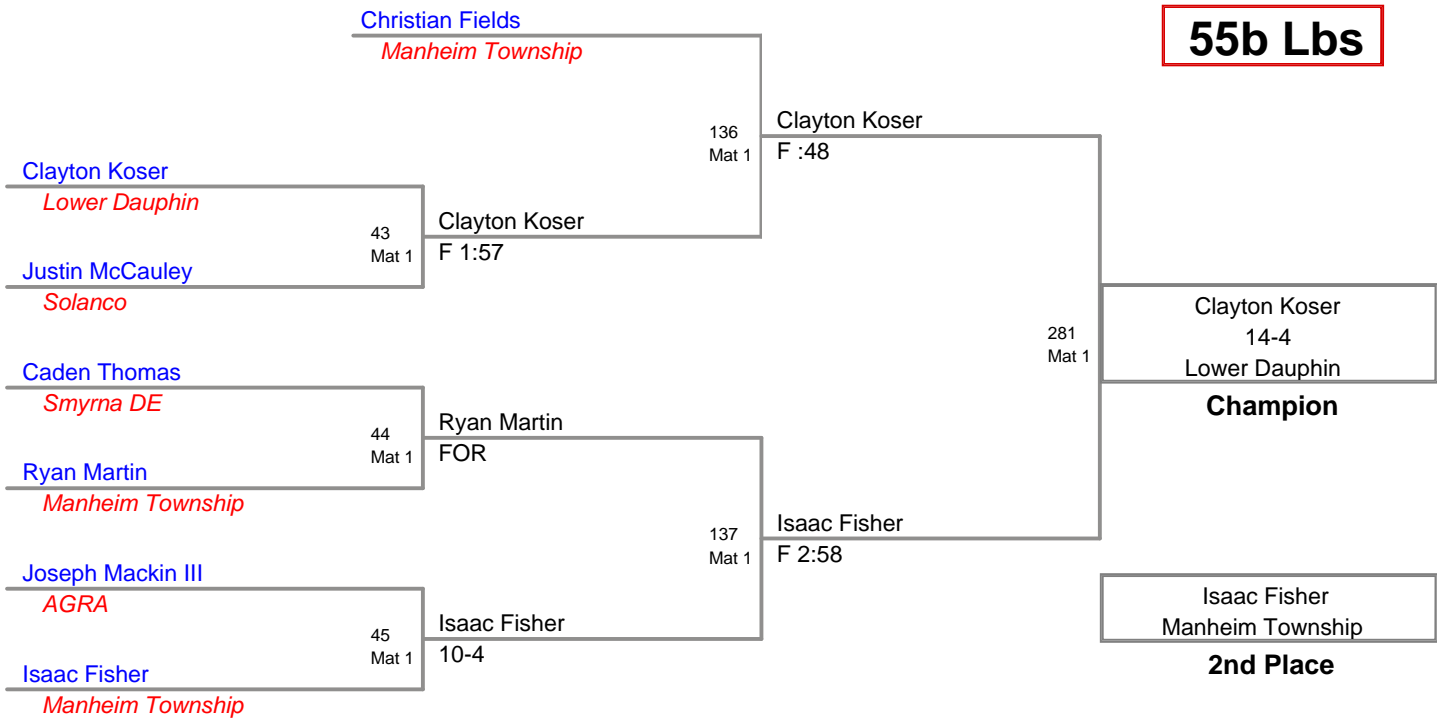 Christian Fields
Manheim Township
55b Lbs
136
Mat 1
Clayton Koser
F :48
Clayton Koser
Lower Dauphin
43
Mat 1
Clayton Koser
F 1:57
Justin McCauley
Solanco
281
Mat 1
Clayton Koser
14-4
Lower Dauphin
Champion
Caden Thomas
Smyrna DE
44
Mat 1
Ryan Martin
FOR
Ryan Martin
Manheim Township
137
Mat 1
Isaac Fisher
F 2:58
Joseph Mackin III
AGRA
45
Mat 1
Isaac Fisher
10-4
Isaac Fisher
Manheim Township
Isaac Fisher
Manheim Township
2nd Place